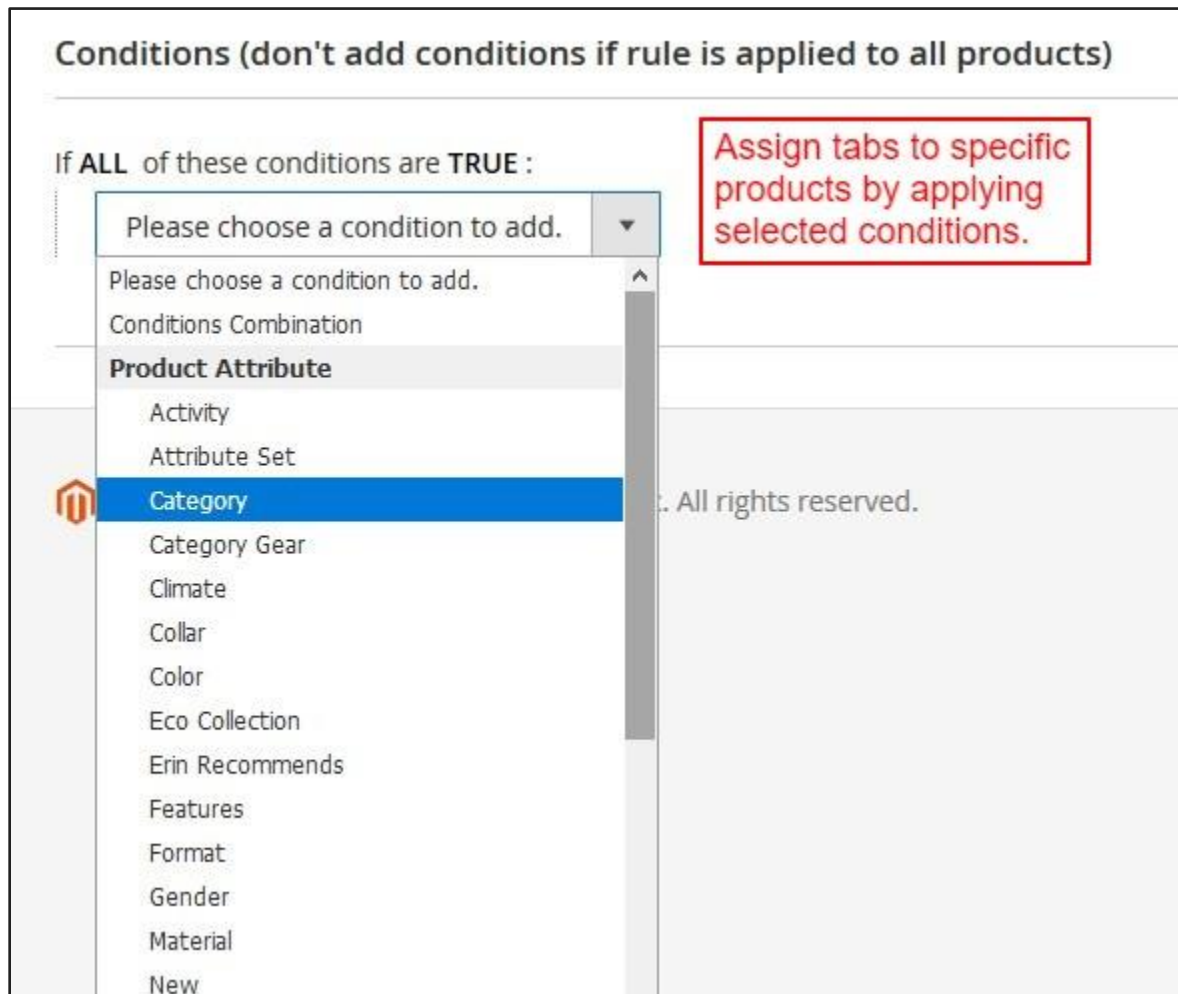 Conditions (don't add conditions if rule is applied to all products)
If ALL of these conditions are TRUE :
Assign tabs to specific
products by applying
selected conditions.
Please choose a condition to add.
Please choose a condition to add.
Conditions Combination
Product Attribute
Activity
Attribute Set
Category
. All rights reserved.
Category Gear
Climate
Collar
Color
Eco Collection
Erin Recommends
Features
Format
Gender
Material
New